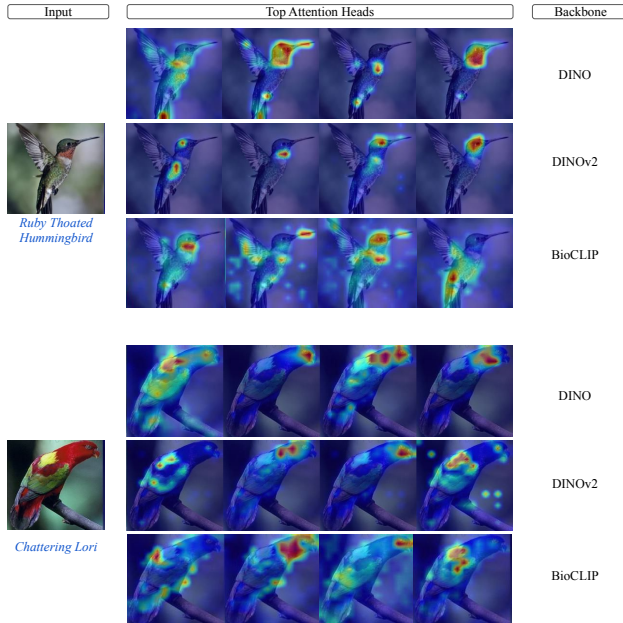 Input Top Attention Heads Backbone
DINO
DINOv2
Ruby Thoated
Hummingbird
BioCLIP
DINO
DINOv2
Chattering Lori
BioCLIP